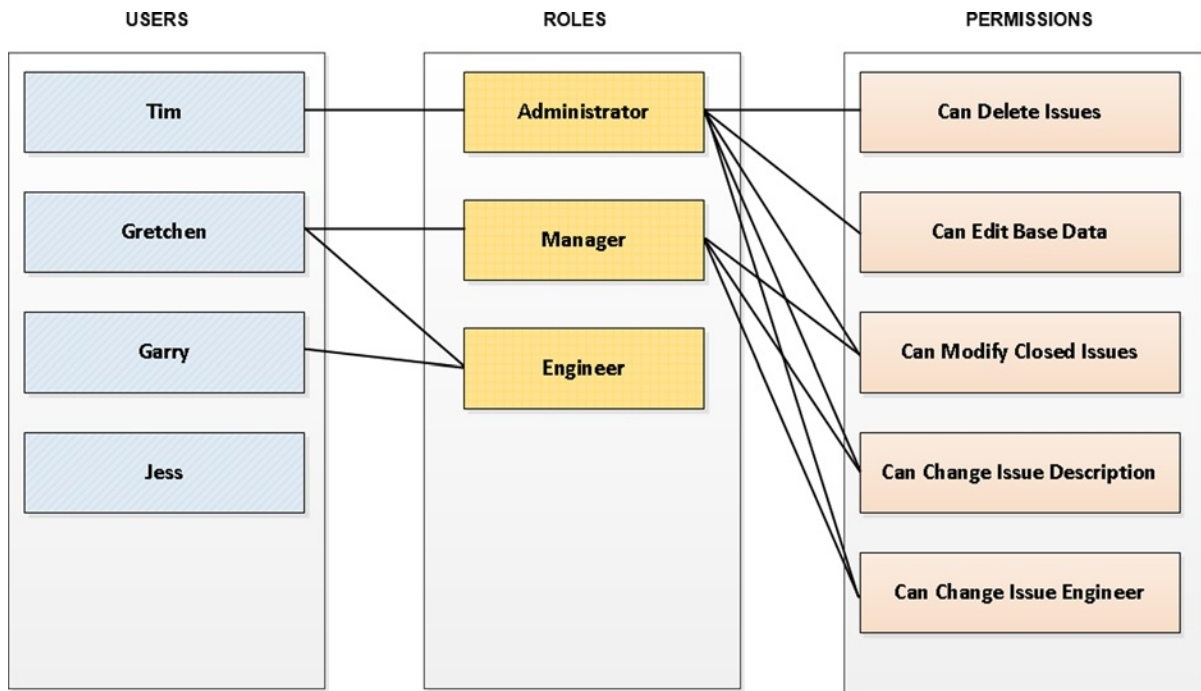 USERS
ROLES
PERMISSIONS
Tim
Gretchen
Garry
Jess
Administrator
Manager
Engineer
Can Delete Issues
Can Edit Base Data
Can Modify Closed Issues
Can Change Issue Description
Can Change Issue Engineer